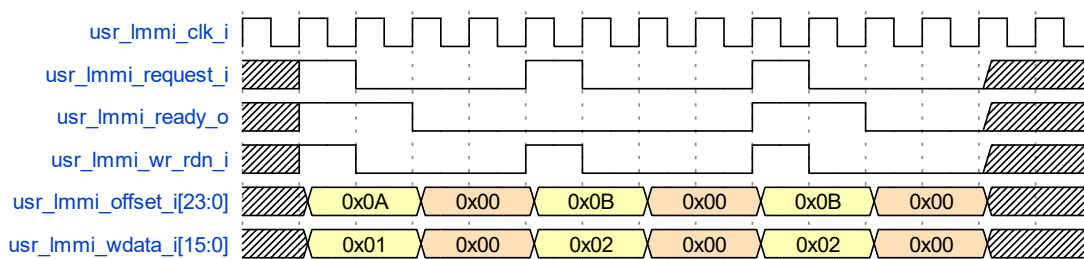 usr_lmmi_clk_i
usr_lmmi_request_i
usr_lmmi_ready_o
usr_lmmi_wr_rdn_i
usr_lmmi_offset_i[23:0] 0x0A 0x00 0x0B 0x00 0x0B 0x00
usr_lmmi_wdata_i[15:0] 0x01 0x00 0x02 0x00 0x02 0x00